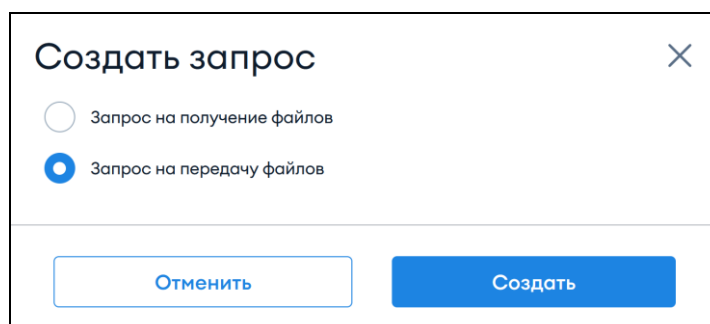 Создать запрос
Запрос на получение файлов
Запрос на передачу файлов
Отменить
Создать